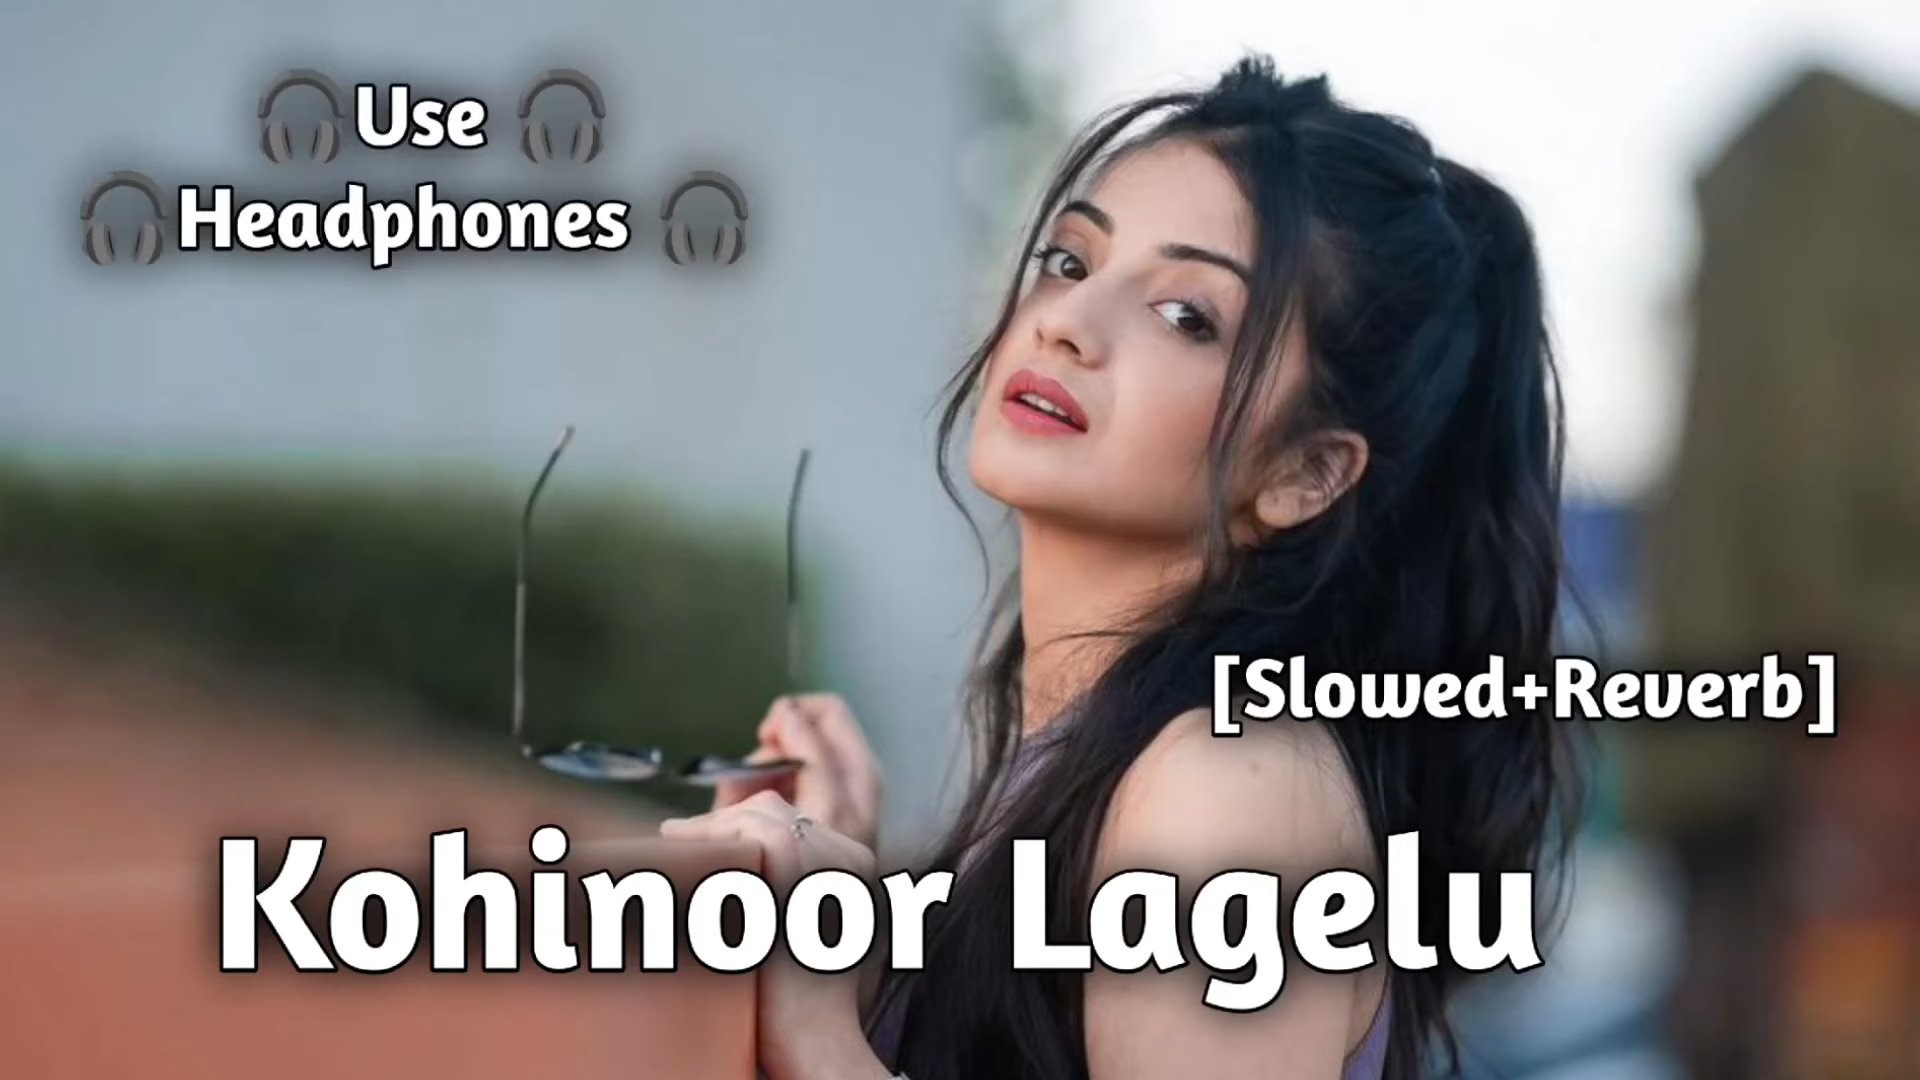 🎧Use 🎧
🎧Headphones 🎧
[Slowed+Reverb]
Kohinoor Lagelu